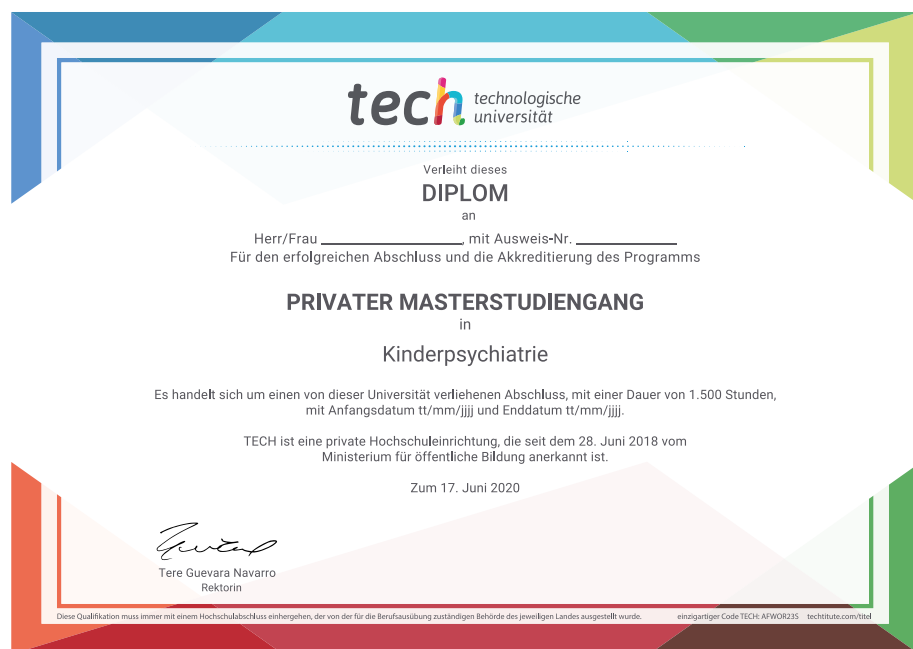 tech technologische
universität
Verleiht dieses
DIPLOM
an
Herr/Frau ____________________, mit Ausweis-Nr. ______________
Für den erfolgreichen Abschluss und die Akkreditierung des Programms
PRIVATER MASTERSTUDIENGANG
in
Kinderpsychiatrie
Es handelt sich um einen von dieser Universität verliehenen Abschluss, mit einer Dauer von 1.500 Stunden,
mit Anfangsdatum tt/mm/jjjj und Enddatum tt/mm/jjjj.
TECH ist eine private Hochschuleinrichtung, die seit dem 28. Juni 2018 vom
Ministerium für öffentliche Bildung anerkannt ist.
Zum 17. Juni 2020
Tere Guevara Navarro
Rektorin
Diese Qualifikation muss immer mit einem Hochschulabschluss einhergehen, der von der für die Berufsausübung zuständigen Behörde des jeweiligen Landes ausgestellt wurde. einzigartiger Code TECH: AFWOR23S techtitute.com/titel